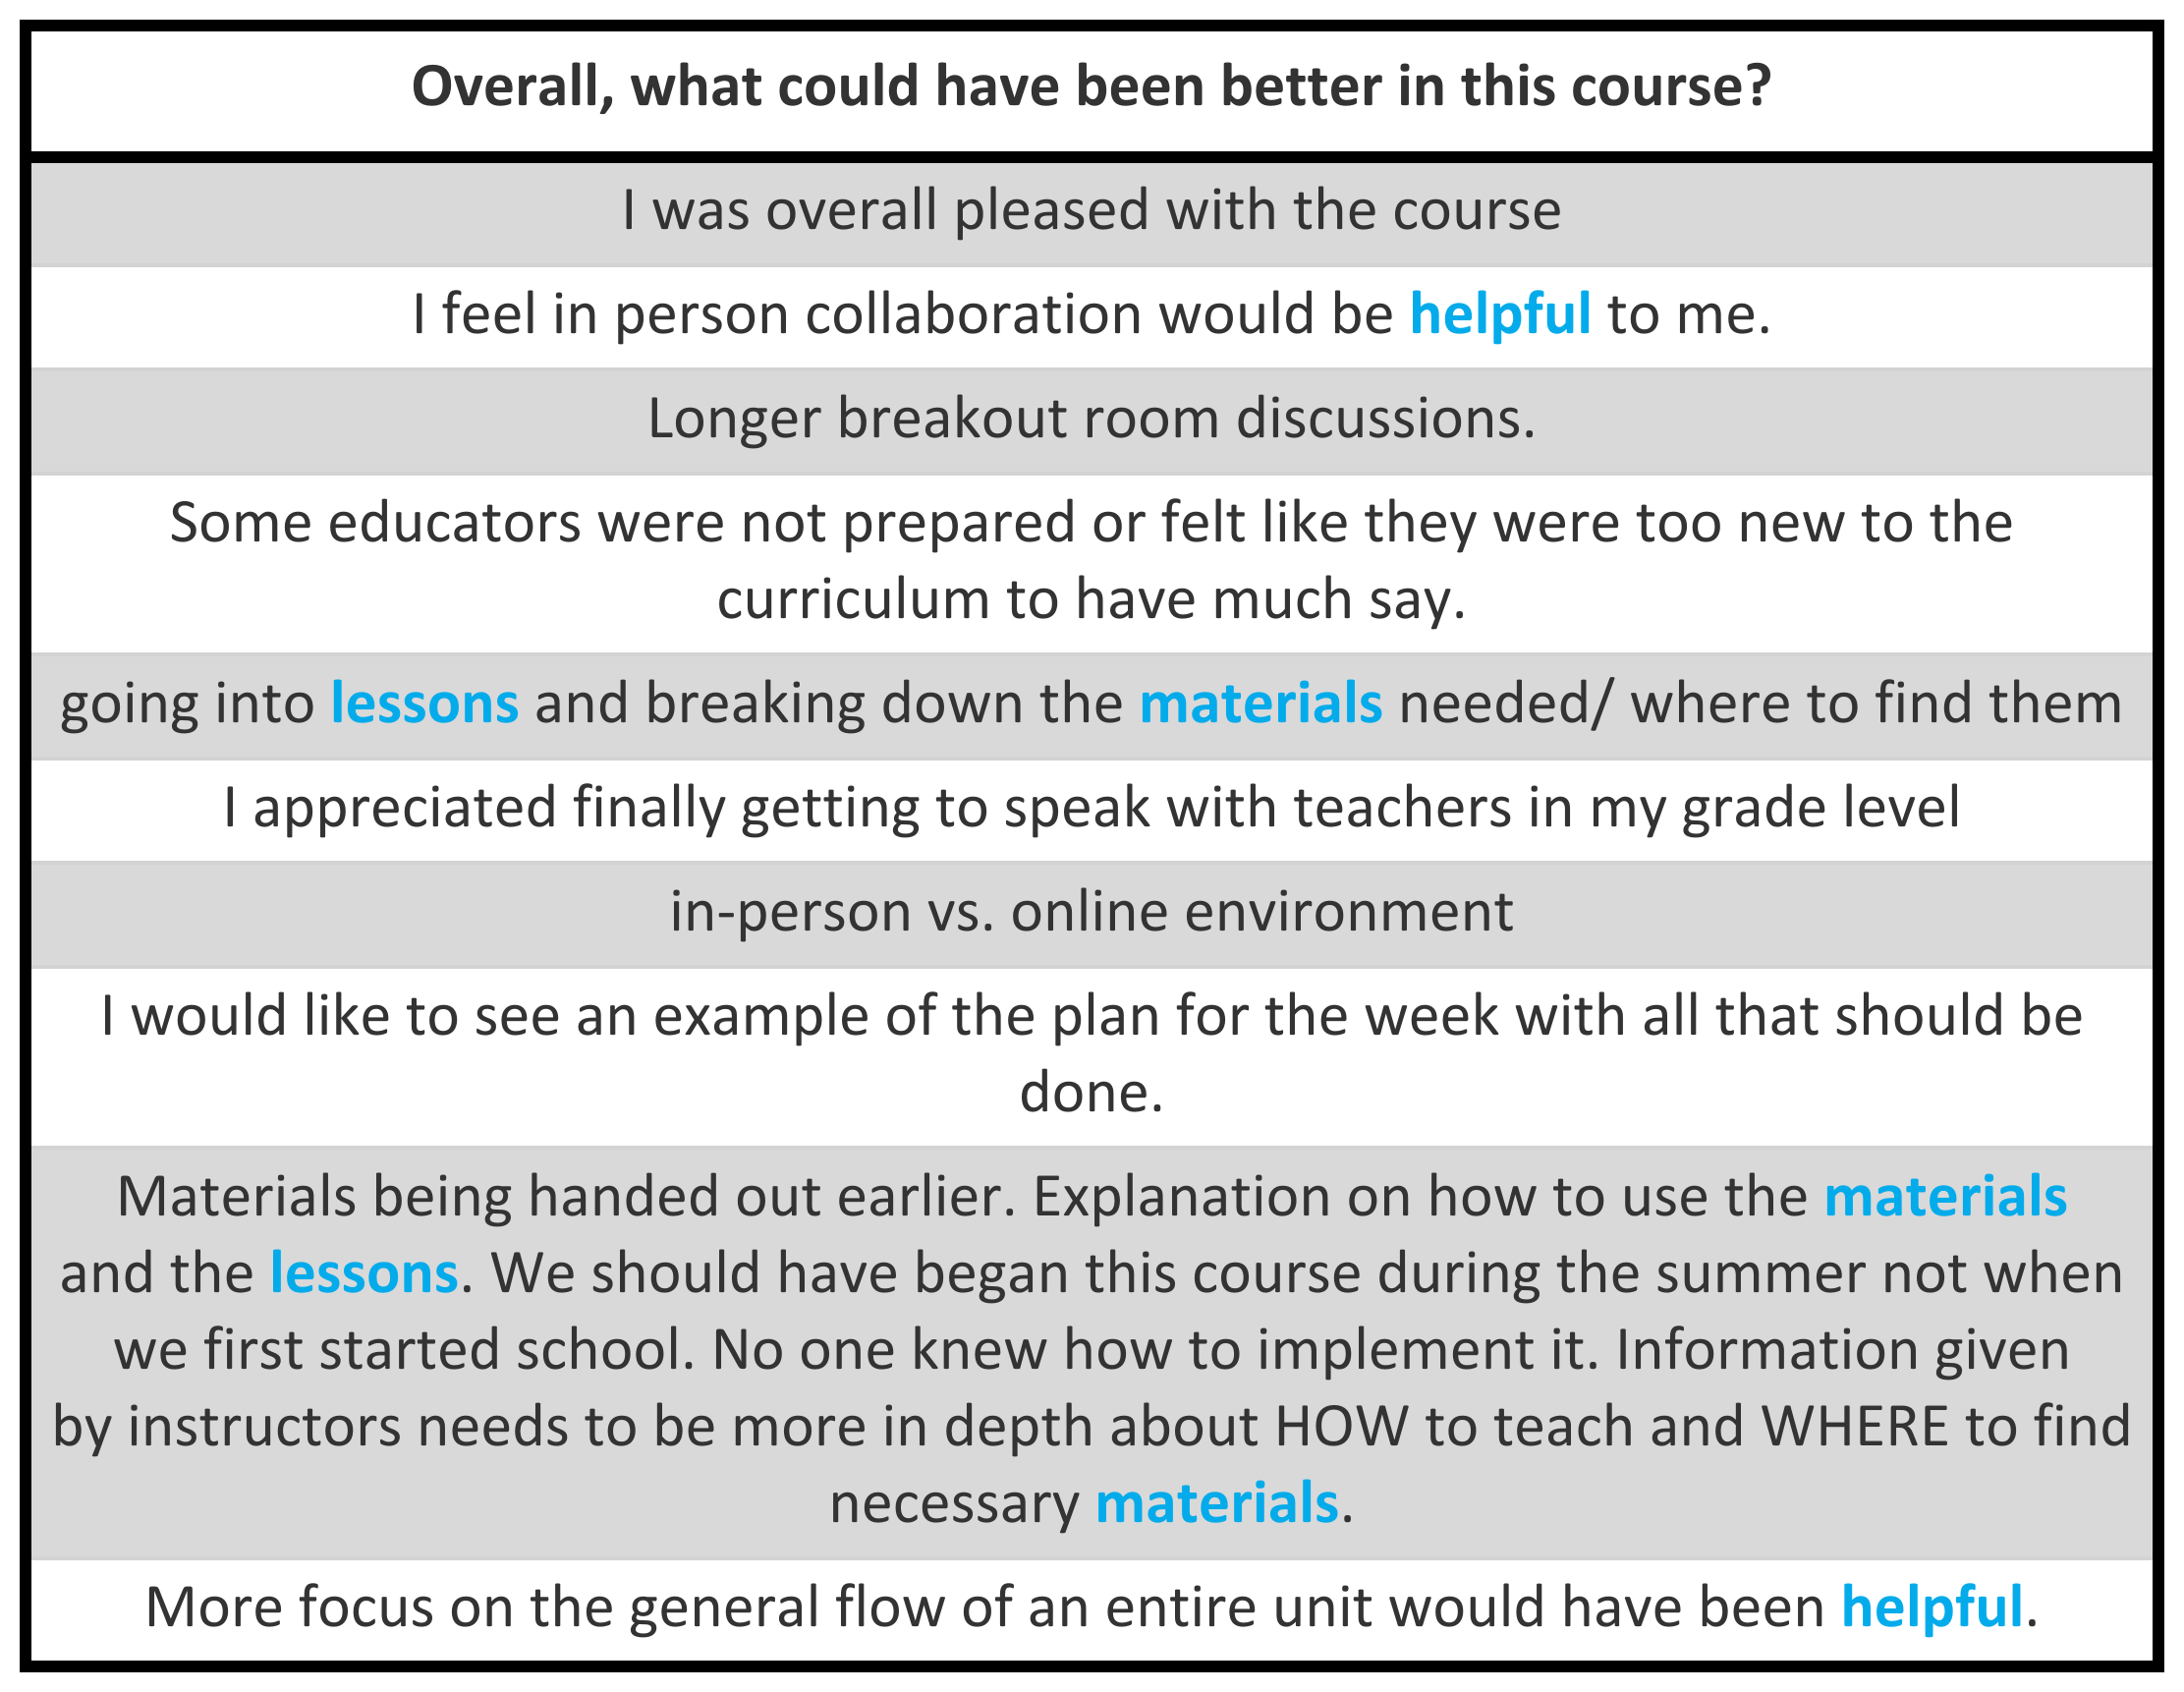 Overall, what could have been better in this course?
I was overall pleased with the course
I feel in person collaboration would be helpful to me.
Longer breakout room discussions.
Some educators were not prepared or felt like they were too new to the
curriculum to have much say.
going into lessons and breaking down the materials needed/ where to find them
I appreciated finally getting to speak with teachers in my grade level
in-person vs. online environment
I would like to see an example of the plan for the week with all that should be
done.
Materials being handed out earlier. Explanation on how to use the materials
and the lessons. We should have began this course during the summer not when
we first started school. No one knew how to implement it. Information given
by instructors needs to be more in depth about HOW to teach and WHERE to find
necessary materials.
More focus on the general flow of an entire unit would have been helpful.